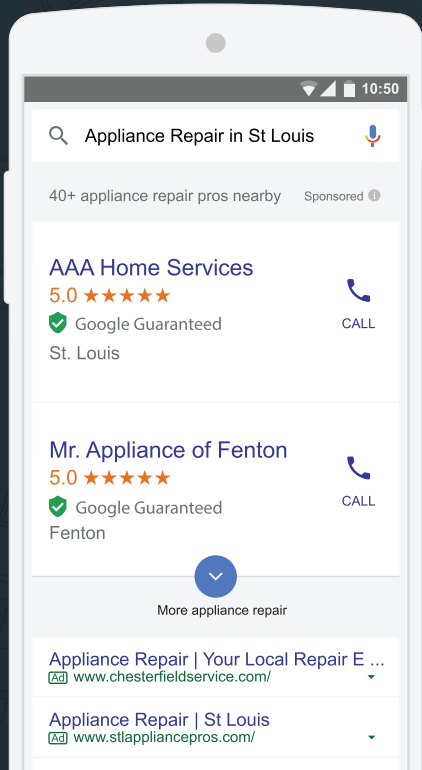 10:50
Appliance Repair in St Louis
40+ appliance repair pros nearby Sponsored
AAA Home Services
5.0
Google Guaranteed
CALL
St. Louis
Mr. Appliance of Fenton
5.0
Google Guaranteed
CALL
Fenton
More appliance repair
Appliance Repair | Your Local Repair E ...
Ad www.chesterfieldservice.com/
Appliance Repair | St Louis
Ad www.stlappliancepros.com/